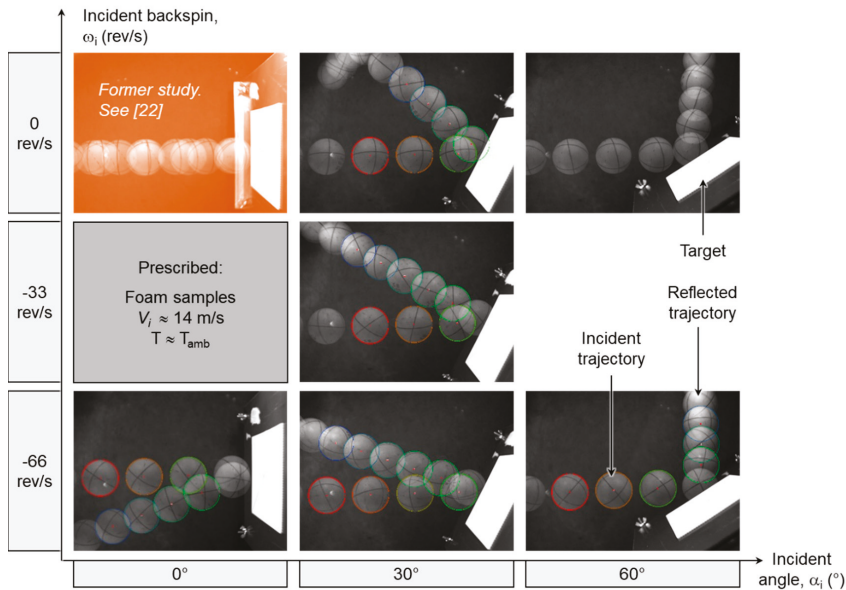 Incident backspin,
ωi (rev/s)
0
rev/s
Former study.
See [22]
Target
-33
rev/s
Prescribed:
Foam samples
Vi ≈ 14 m/s
T ≈ Tamb
Reflected
trajectory
Incident
trajectory
-66
rev/s
0°
30°
60°
Incident
angle, αi (°)